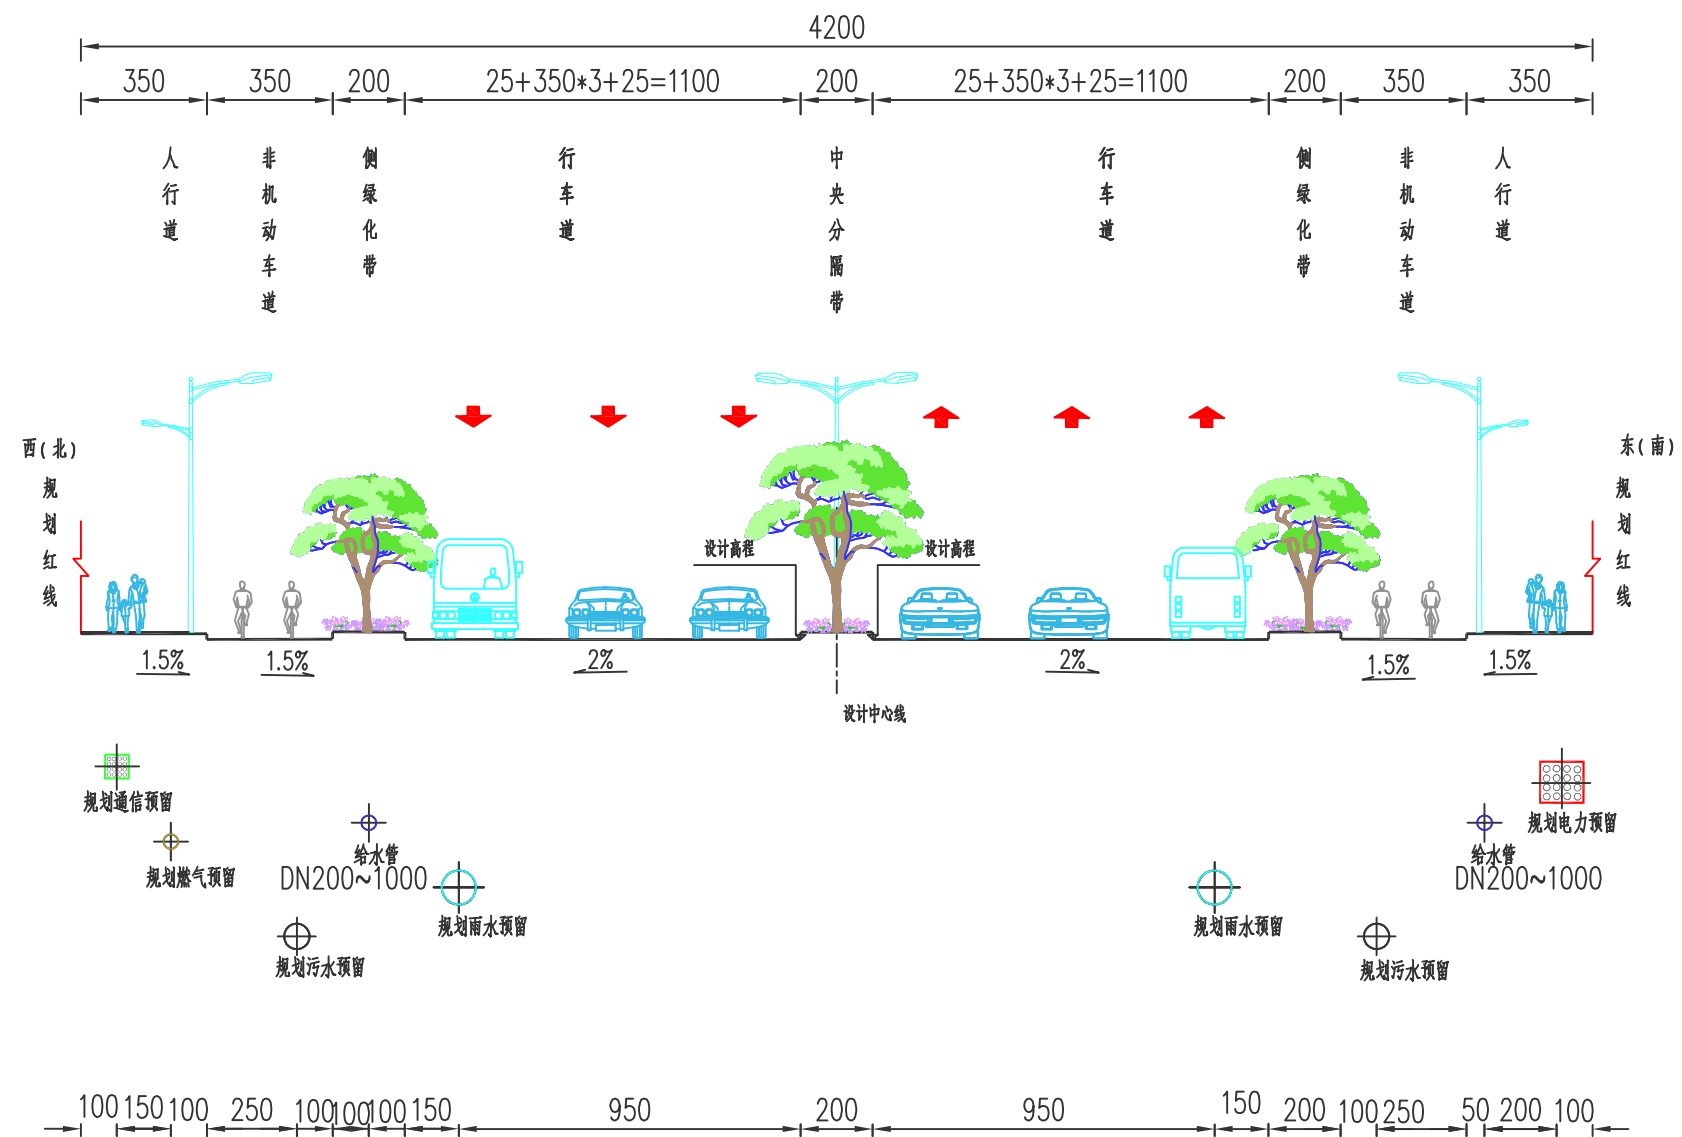 4200
350 350 200 25+350*3+25=1100 200 25+350*3+25=1100 200 350 350
人行道 非机动车道 侧绿化带 行车道 中央分隔带 行车道 侧绿化带 非机动车道 人行道
西(北)
规划红线
东(南)
规划红线
设计高程 设计高程
1.5% 1.5% 2% 2% 1.5% 1.5%
设计中心线
规划通信预留
规划燃气预留
给水管
DN200~1000
规划雨水预留
规划污水预留
规划电力预留
给水管
DN200~1000
规划雨水预留
规划污水预留
100 150 100 250 100 100 100 150 950 200 950 150 200 100 250 50 200 100